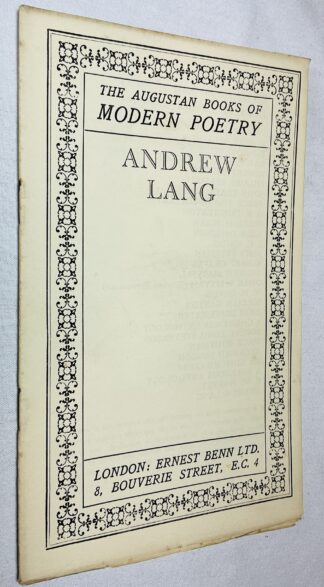 THE AUGUSTAN BOOKS OF
MODERN POETRY
ANDREW
LANG
LONDON: ERNEST BENN LTD.
8, BOUVERIE STREET, E.C. 4